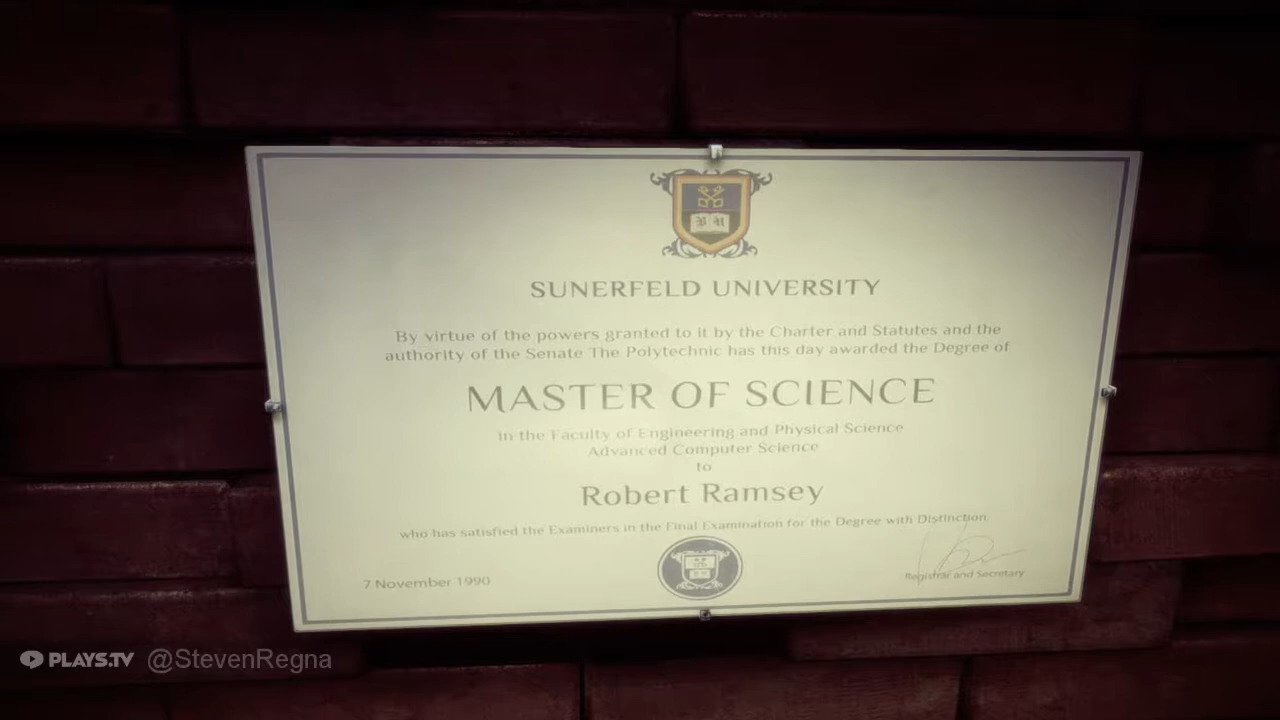 B U
SUNERFELD UNIVERSITY
By virtue of the powers granted to it by the Charter and Statutes and the
authority of the Senate The Polytechnic has this day awarded the Degree of
MASTER OF SCIENCE
in the Faculty of Engineering and Physical Science
Advanced Computer Science
to
Robert Ramsey
who has satisfied the Examiners in the Final Examination for the Degree with Distinction
7 November 1990
Registrar and Secretary
PLAYS.TV @StevenRegna